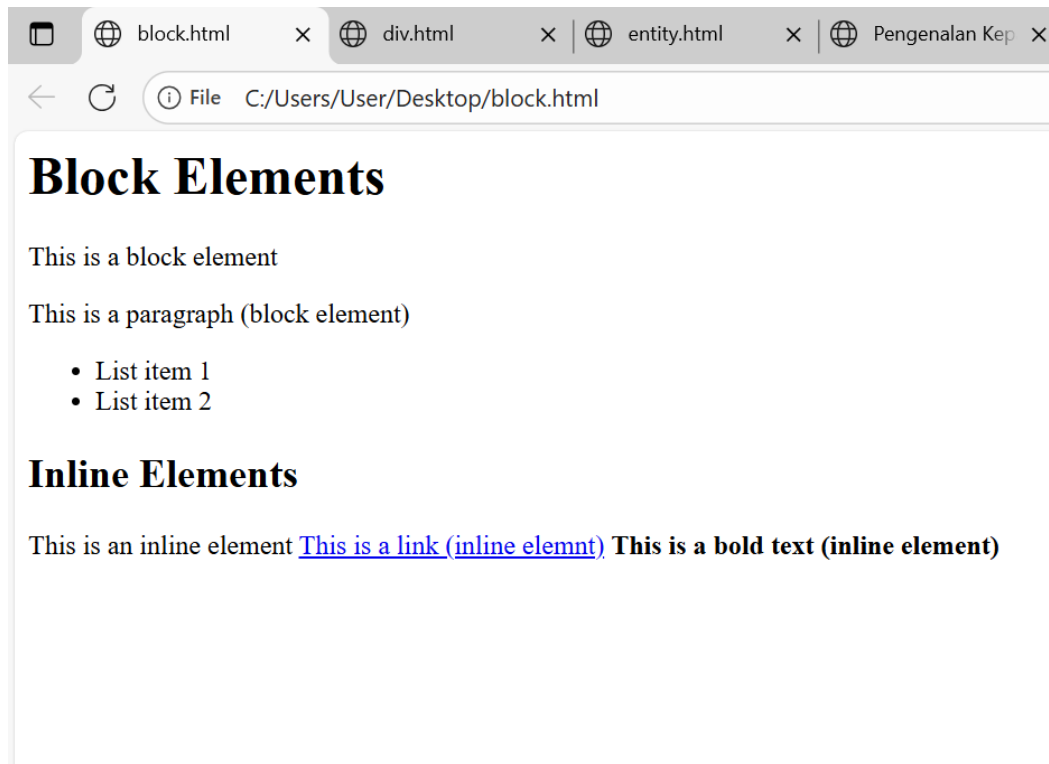 block.html div.html entity.html Pengenalan Kep
File C:/Users/User/Desktop/block.html
Block Elements
This is a block element
This is a paragraph (block element)
• List item 1
• List item 2
Inline Elements
This is an inline element This is a link (inline elemnt) This is a bold text (inline element)